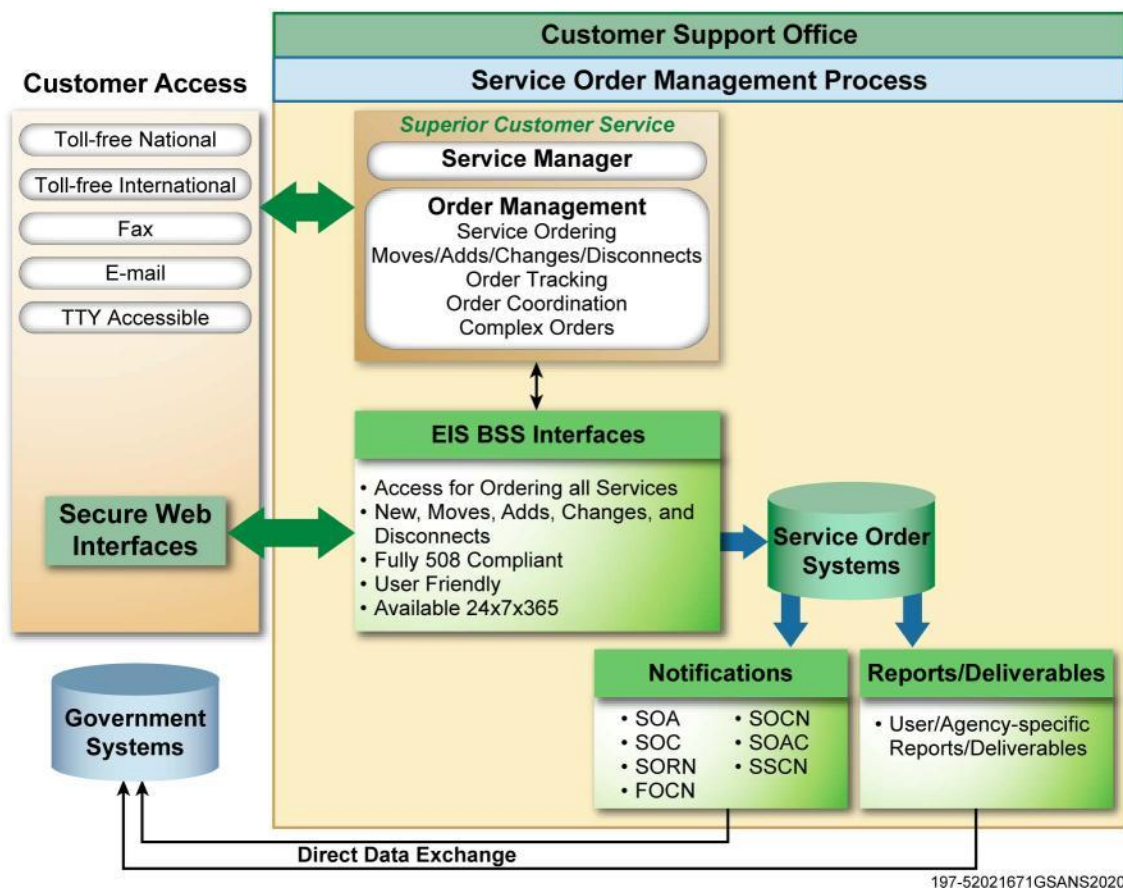 Customer Support Office
Service Order Management Process
Customer Access
Toll-free National
Toll-free International
Fax
E-mail
TTY Accessible
Secure Web
Interfaces
Superior Customer Service
Service Manager
Order Management
Service Ordering
Moves/Adds/Changes/Disconnects
Order Tracking
Order Coordination
Complex Orders
EIS BSS Interfaces
• Access for Ordering all Services
• New, Moves, Adds, Changes, and
Disconnects
• Fully 508 Compliant
• User Friendly
• Available 24x7x365
Service Order
Systems
Notifications
• SOA
• SOC
• SORN
• FOCN
• SOCN
• SOAC
• SSCN
Reports/Deliverables
• User/Agency-specific
Reports/Deliverables
Government
Systems
Direct Data Exchange
197-52021671GSANS2020